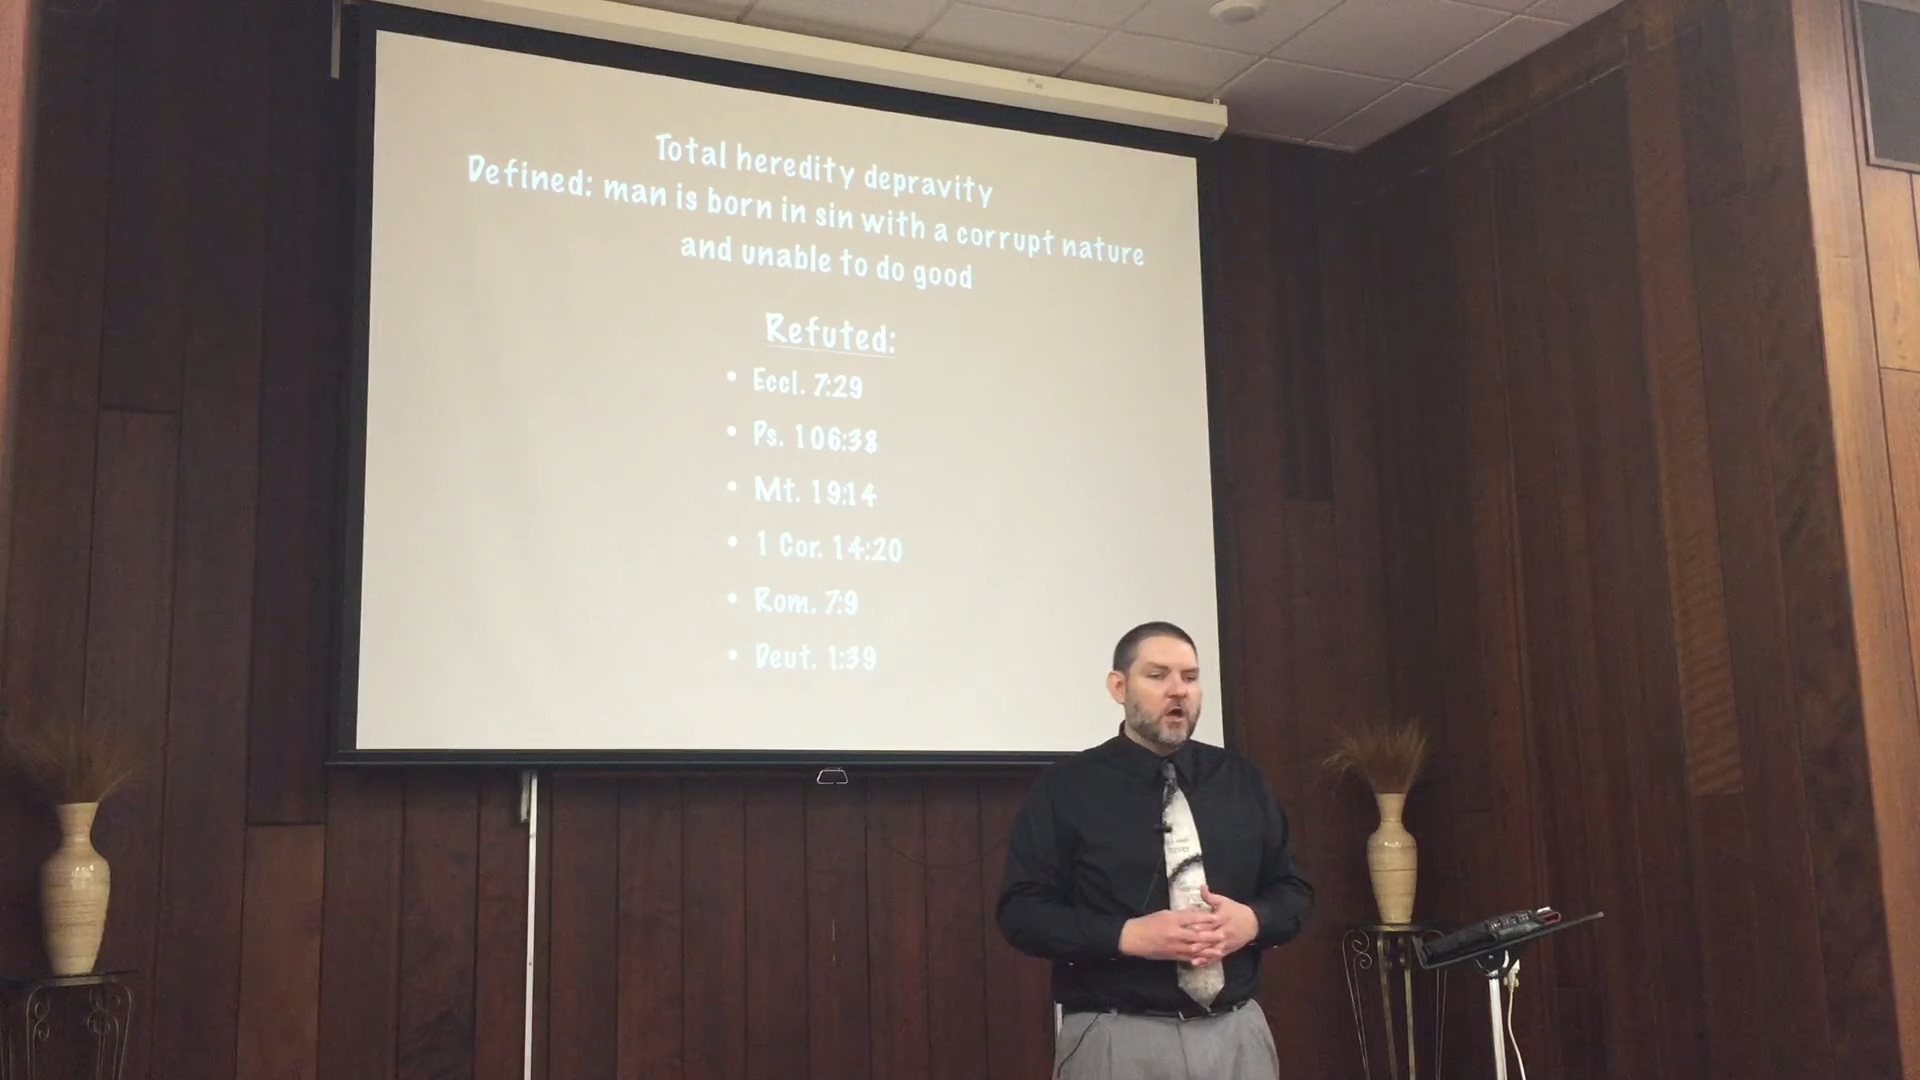 Total heredity depravity
Defined: man is born in sin with a corrupt nature
and unable to do good
Refuted:
• Eccl. 7:29
• Ps. 106:38
• Mt. 19:14
• 1 Cor. 14:20
• Rom. 7:9
• Deut. 1:39